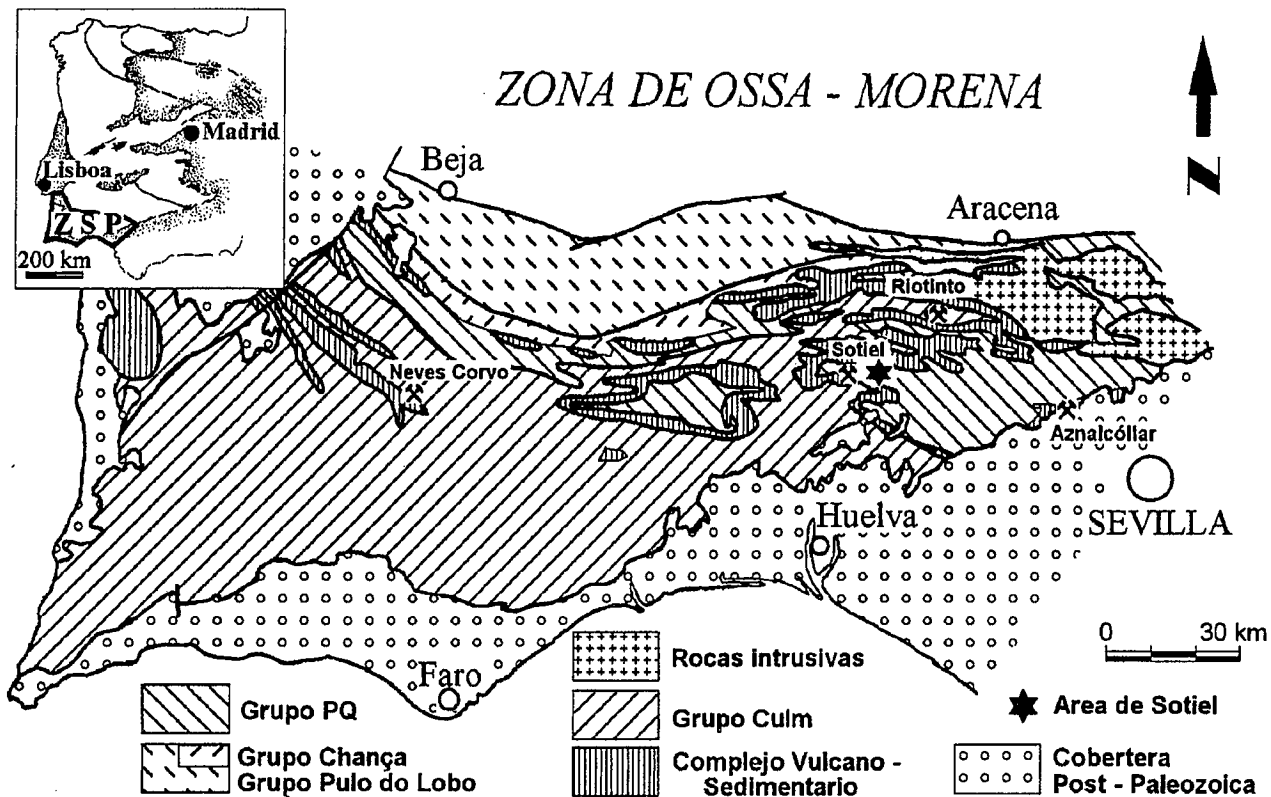 ZONA DE OSSA - MORENA
N
Madrid
Lisboa
Z S P
200 km
Beja
Aracena
Riotinto
Sotiel
Neves Corvo
Aznalcóllar
Huelva
SEVILLA
Faro
0 30 km
Rocas intrusivas
Grupo PQ
Grupo Culm
Area de Sotiel
Grupo Chança
Grupo Pulo do Lobo
Complejo Vulcano -
Sedimentario
Cobertera
Post - Paleozoica